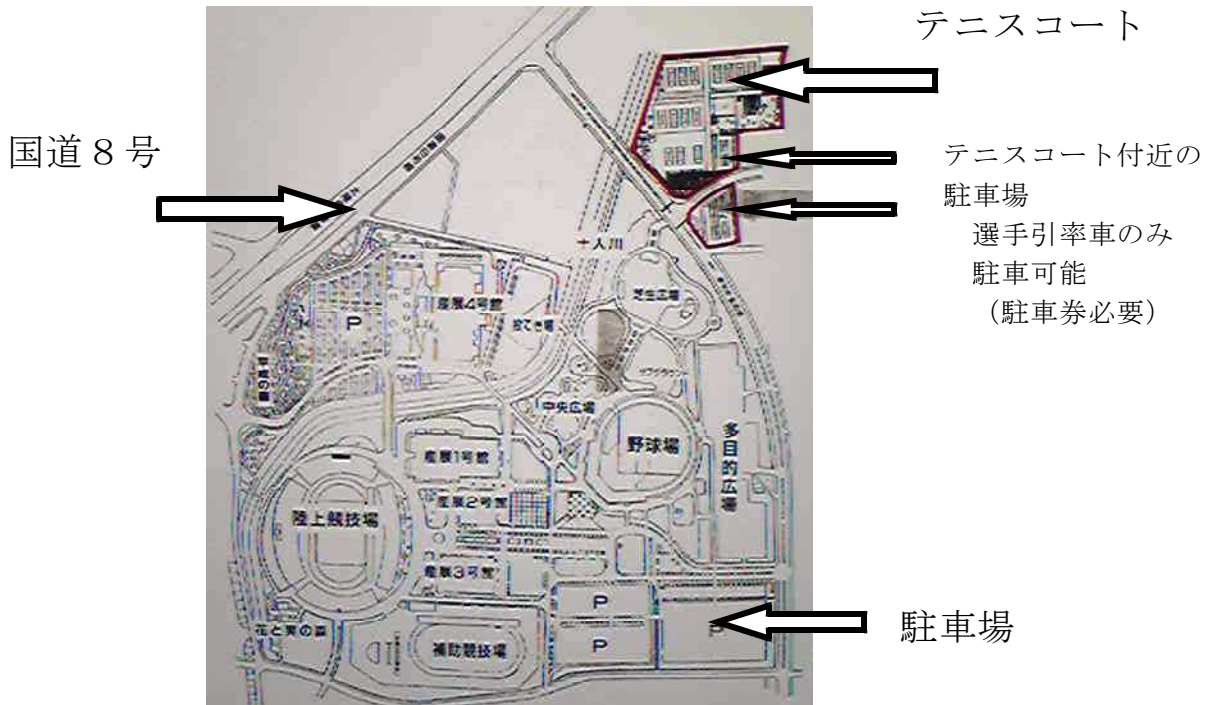 テニスコート
国道8号
テニスコート付近の
駐車場
選手引率車のみ
駐車可能
(駐車券必要)
十人川
芝生広場
産展4号館
投てき場
P
中央広場
野球場
多目的広場
産展1号館
産展2号館
陸上競技場
産展3号館
花と実の森
補助競技場
P
P
P
駐車場